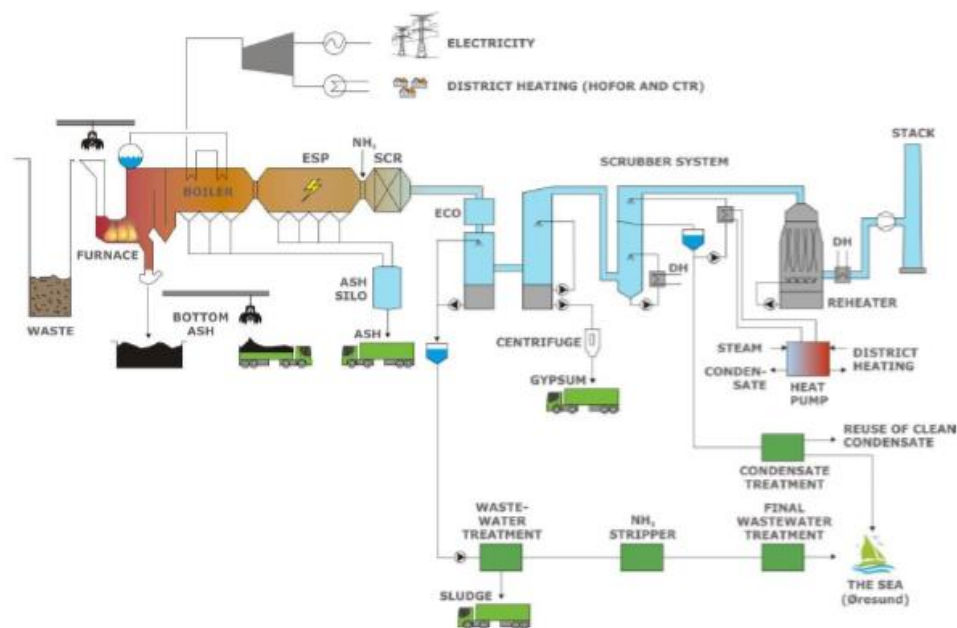 ELECTRICITY
DISTRICT HEATING (HOFOR AND CTR)
STACK
NH₃
ESP
SCR
SCRUBBER SYSTEM
BOILER
ECO
FURNACE
DH
DH
ASH
SILO
REHEATER
WASTE
BOTTOM
ASH
ASH
CENTRIFUGE
STEAM
DISTRICT
HEATING
CONDEN-
SATE
HEAT
PUMP
GYPSUM
REUSE OF CLEAN
CONDENSATE
CONDENSATE
TREATMENT
WASTE-
WATER
TREATMENT
NH₃
STRIPPER
FINAL
WASTEWATER
TREATMENT
THE SEA
(Øresund)
SLUDGE